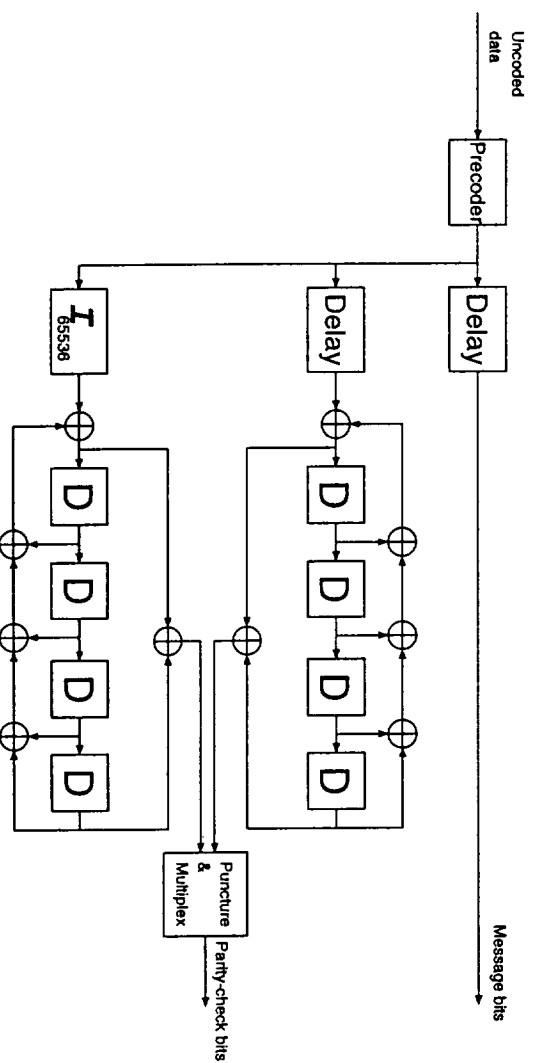 Uncoded
data
Precoder
Delay
Message bits
Delay
D
D
D
D
I
65536
D
D
D
D
Puncture
&
Multiplex
Parity-check bits